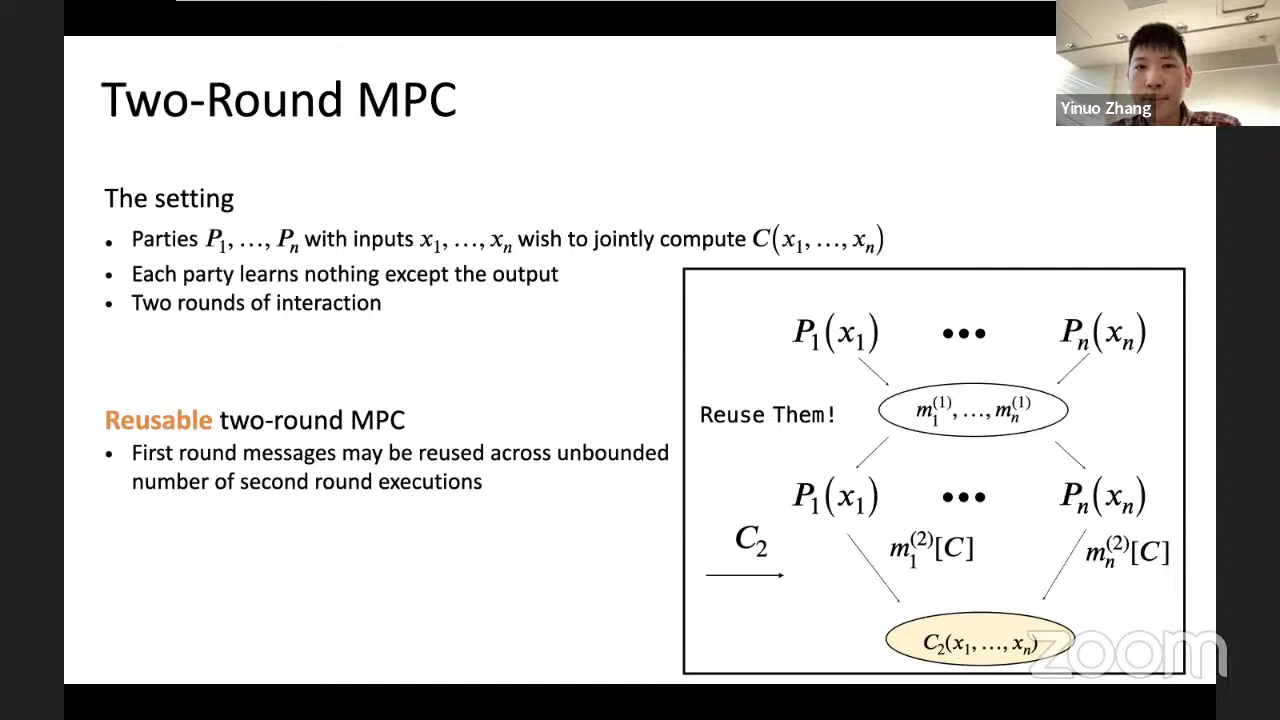 Two-Round MPC
Yinuo Zhang
The setting
• Parties P₁, …, Pₙ with inputs x₁, …, xₙ wish to jointly compute C(x₁, …, xₙ)
• Each party learns nothing except the output
• Two rounds of interaction
Reusable two-round MPC
• First round messages may be reused across unbounded
number of second round executions
P₁(x₁) ••• Pₙ(xₙ)
Reuse Them!
m₁⁽¹⁾, …, mₙ⁽¹⁾
P₁(x₁) ••• Pₙ(xₙ)
C₂
m₁⁽²⁾[C]
mₙ⁽²⁾[C]
C₂(x₁, …, xₙ)
zoom